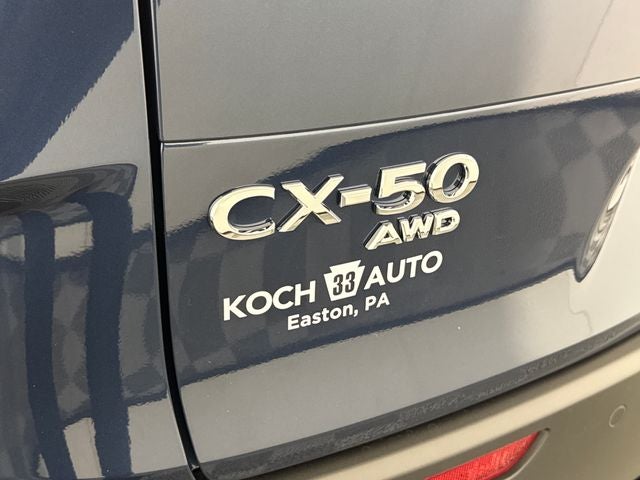 CX-50
AWD
KOCH 33 AUTO
Easton, PA